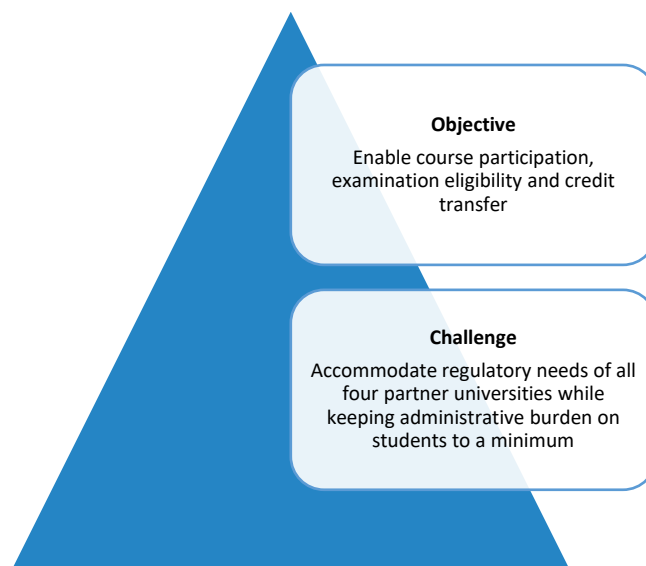 Objective
Enable course participation,
examination eligibility and credit
transfer
Challenge
Accommodate regulatory needs of all
four partner universities while
keeping administrative burden on
students to a minimum